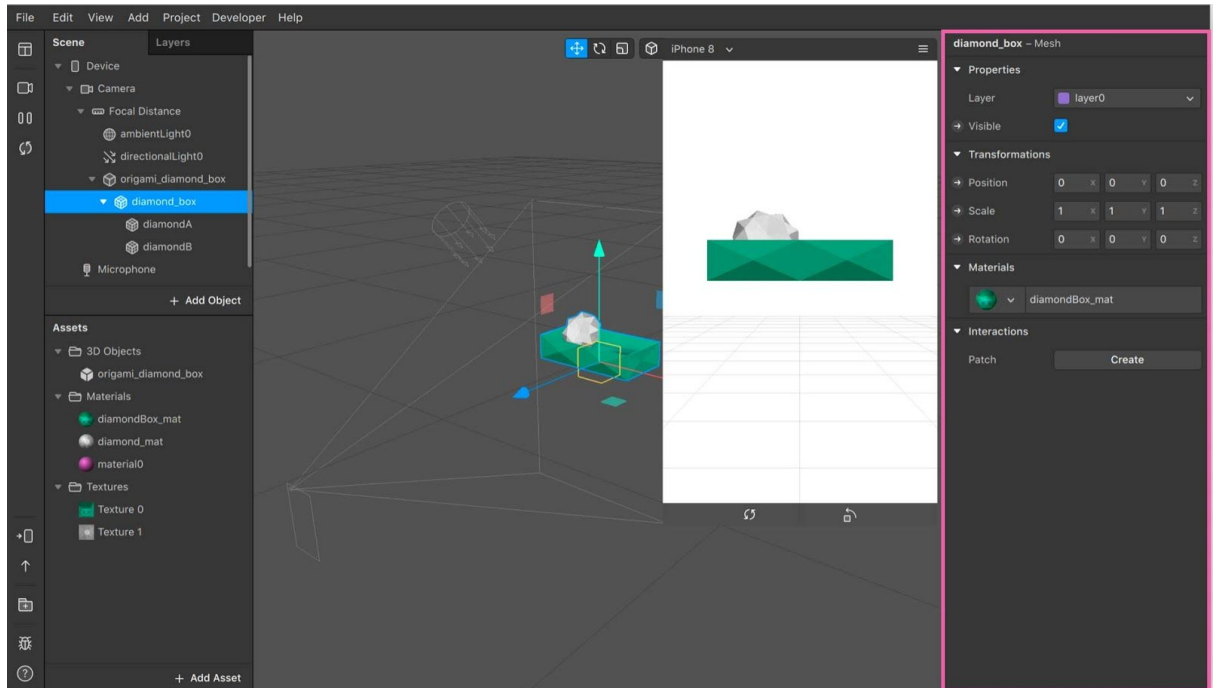 File Edit View Add Project Developer Help
Scene Layers
Device
Camera
Focal Distance
ambientLight0
directionalLight0
origami_diamond_box
diamond_box
diamondA
diamondB
Microphone
+ Add Object
Assets
3D Objects
origami_diamond_box
Materials
diamondBox_mat
diamond_mat
material0
Textures
Texture 0
Texture 1
+ Add Asset
iPhone 8
diamond_box – Mesh
Properties
Layer layer0
Visible
Transformations
Position 0 X 0 Y 0 Z
Scale 1 X 1 Y 1 Z
Rotation 0 X 0 Y 0 Z
Materials
diamondBox_mat
Interactions
Patch Create